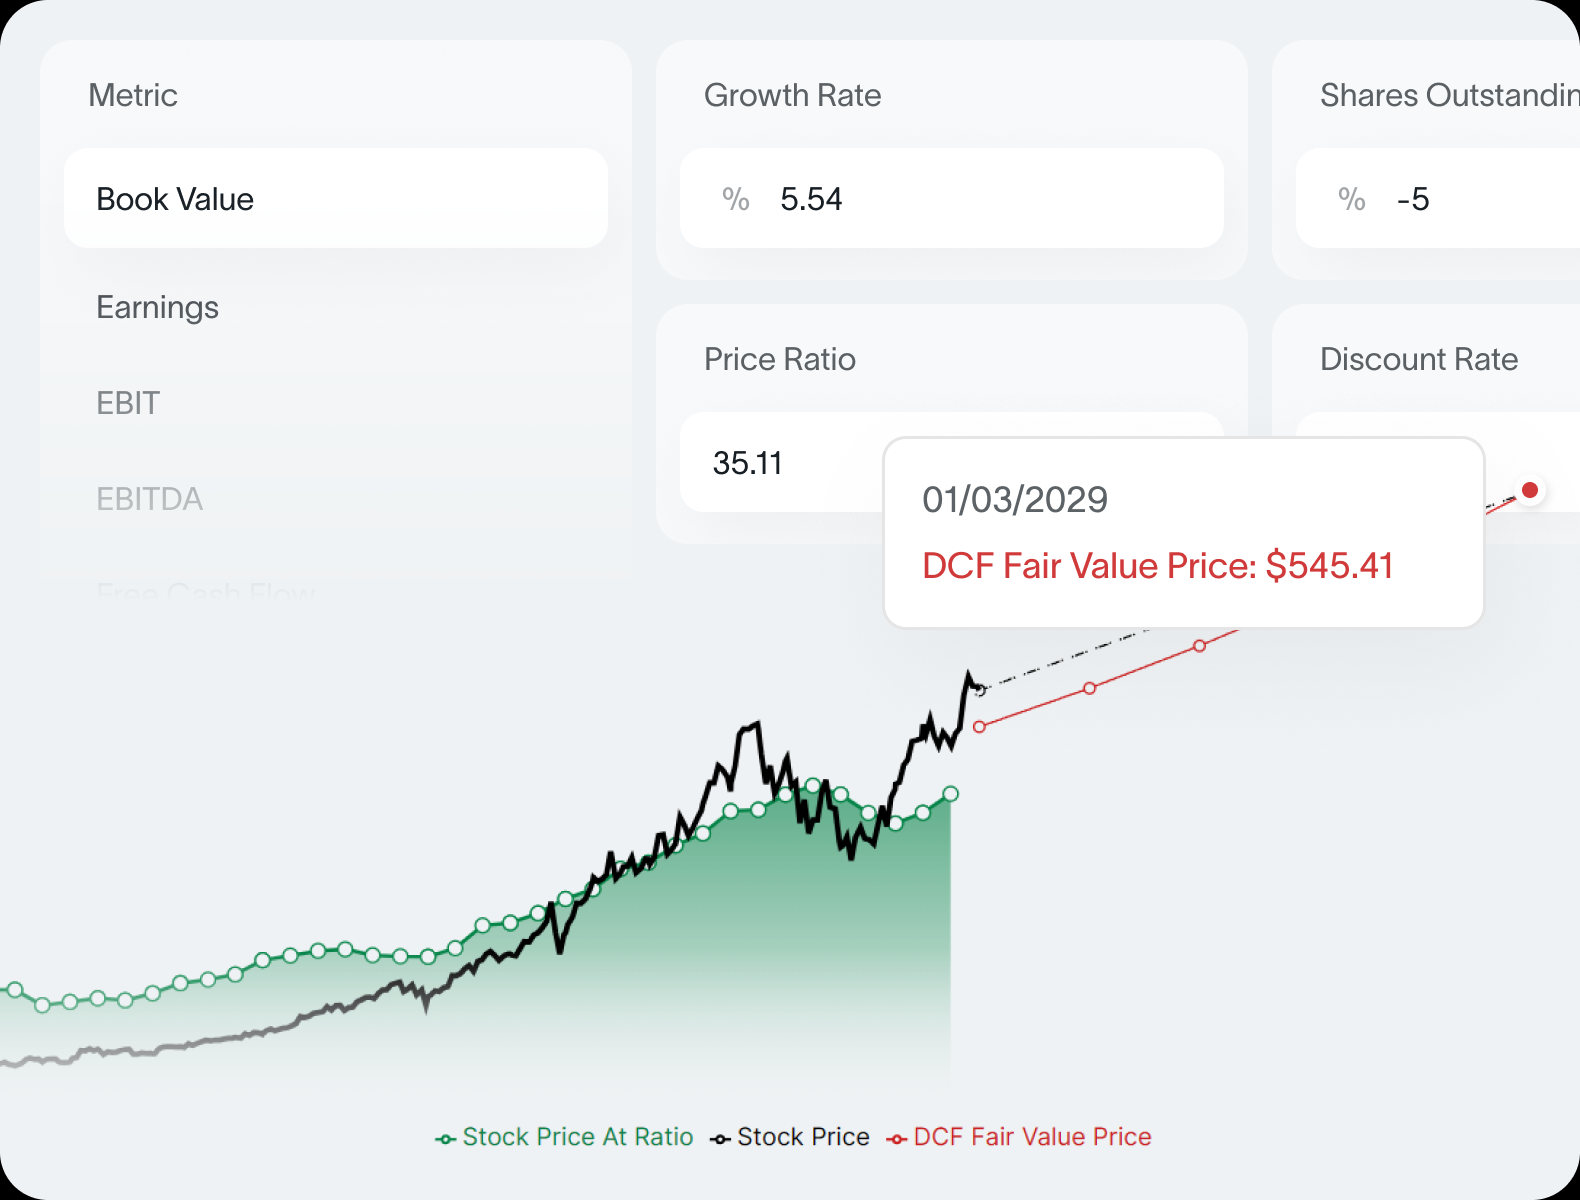 Metric
Book Value
Earnings
EBIT
EBITDA
Free Cash Flow
Growth Rate
% 5.54
Shares Outstandin
% -5
Price Ratio
35.11
Discount Rate
01/03/2029
DCF Fair Value Price: $545.41
Stock Price At Ratio Stock Price DCF Fair Value Price